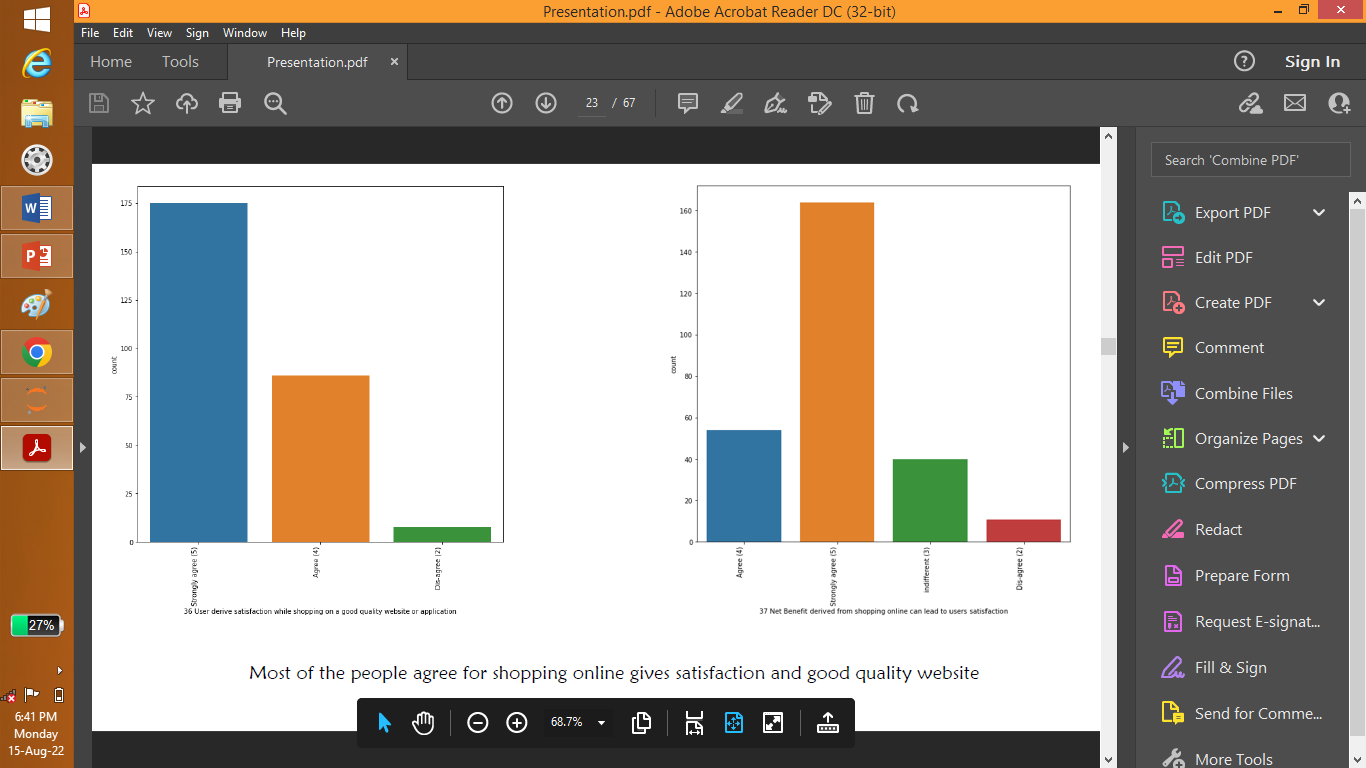 Presentation.pdf - Adobe Acrobat Reader DC (32-bit)
File Edit View Sign Window Help
Home Tools Presentation.pdf × Sign In
23 / 67
Search 'Combine PDF'
Export PDF
Edit PDF
Create PDF
Comment
Combine Files
Organize Pages
Compress PDF
Redact
Prepare Form
Request E-signat...
Fill & Sign
Send for Comme...
More Tools
175
150
125
100
75
50
25
0
count
Strongly agree (5)
Agree (4)
Dis-agree (2)
36 User derive satisfaction while shopping on a good quality website or application
160
140
120
100
80
60
40
20
0
count
Agree (4)
Strongly agree (5)
indifferent (3)
Dis-agree (2)
37 Net Benefit derived from shopping online can lead to users satisfaction
Most of the people agree for shopping online gives satisfaction and good quality website
68.7%
27%
6:41 PM
Monday
15-Aug-22